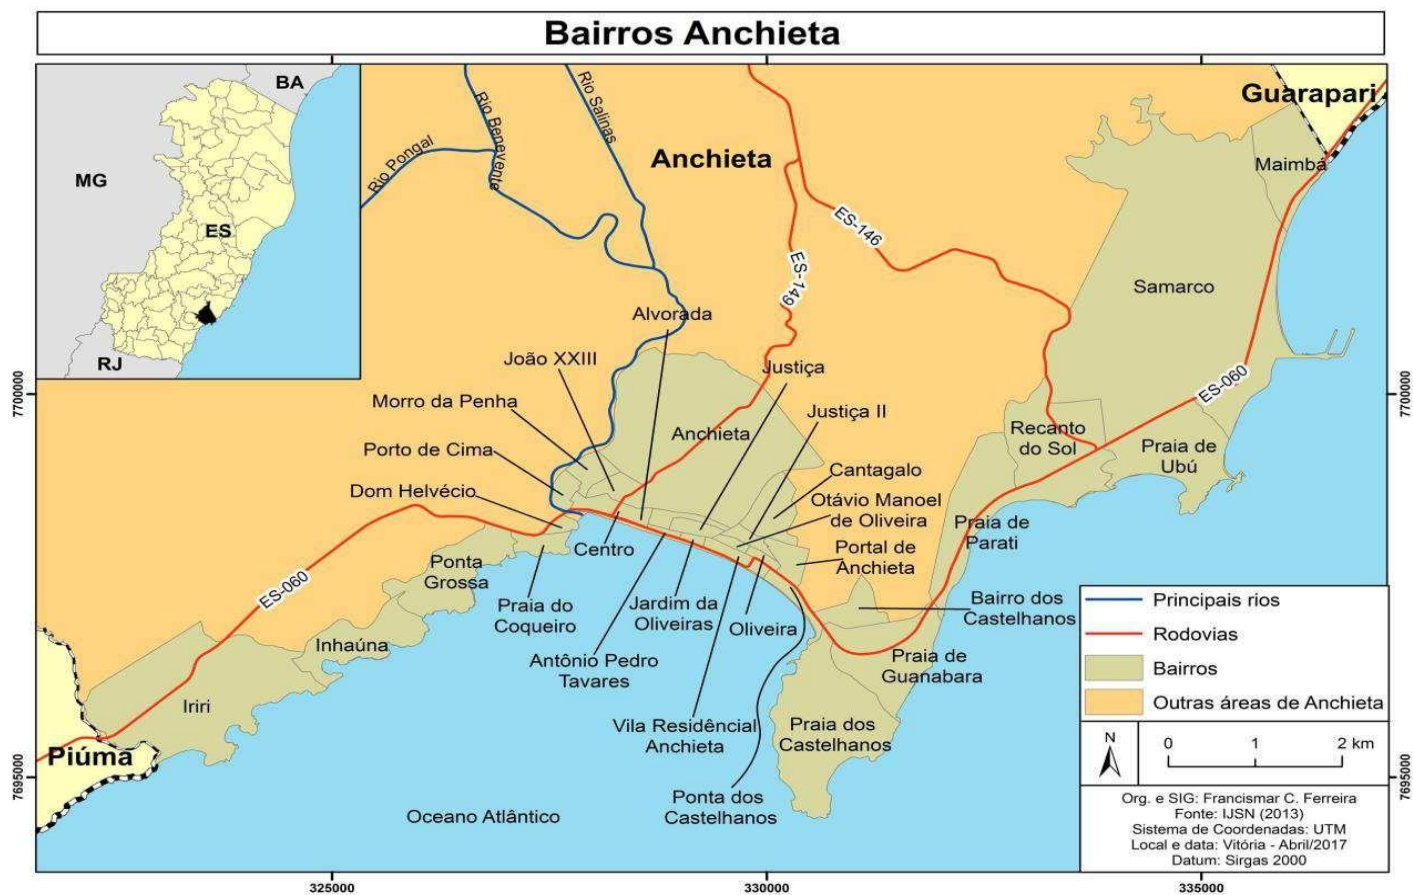 Bairros Anchieta
BA
MG
ES
RJ
Rio Pongal
Rio Benevente
Rio Salinas
Anchieta
Guarapari
Maimbá
ES-146
ES-149
Samarco
Alvorada
João XXIII
Justiça
Morro da Penha
Justiça II
ES-060
Anchieta
Recanto
do Sol
Praia de
Ubú
Porto de Cima
Cantagalo
Dom Helvécio
Otávio Manoel
de Oliveira
Praia de
Parati
Centro
Portal de
Anchieta
Ponta
Grossa
ES-060
Praia do
Coqueiro
Jardim da
Oliveiras
Oliveira
Bairro dos
Castelhanos
Inhaúna
Antônio Pedro
Tavares
Praia de
Guanabara
Iriri
Vila Residêncial
Anchieta
Praia dos
Castelhanos
Piúma
Ponta dos
Castelhanos
Oceano Atlântico
Principais rios
Rodovias
Bairros
Outras áreas de Anchieta
N
0 1 2 km
Org. e SIG: Francismar C. Ferreira
Fonte: IJSN (2013)
Sistema de Coordenadas: UTM
Local e data: Vitória - Abril/2017
Datum: Sirgas 2000
7700000
7700000
7695000
7695000
325000
330000
335000